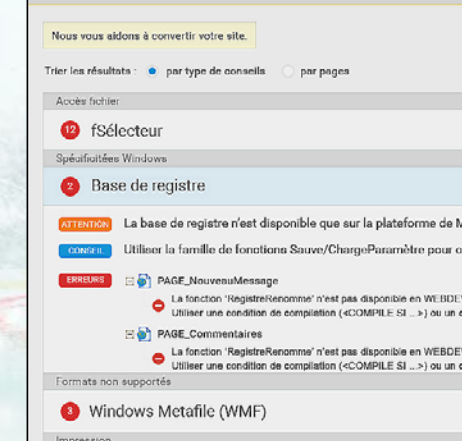 Nous vous aidons à convertir votre site.
Trier les résultats : par type de conseils par pages
Accès fichier
12 fSélecteur
Spécificitées Windows
2 Base de registre
ATTENTION La base de registre n'est disponible que sur la plateforme de M
CONSEIL Utiliser la famille de fonctions Sauve/ChargeParamètre pour o
ERREURS PAGE_NouveauMessage
La fonction 'RegistreRenomme' n'est pas disponible en WEBDEV
Utiliser une condition de compilation (<COMPILE SI ...>) ou un c
PAGE_Commentaires
La fonction 'RegistreRenomme' n'est pas disponible en WEBDEV
Utiliser une condition de compilation (<COMPILE SI ...>) ou un c
Formats non supportés
3 Windows Metafile (WMF)
Impression